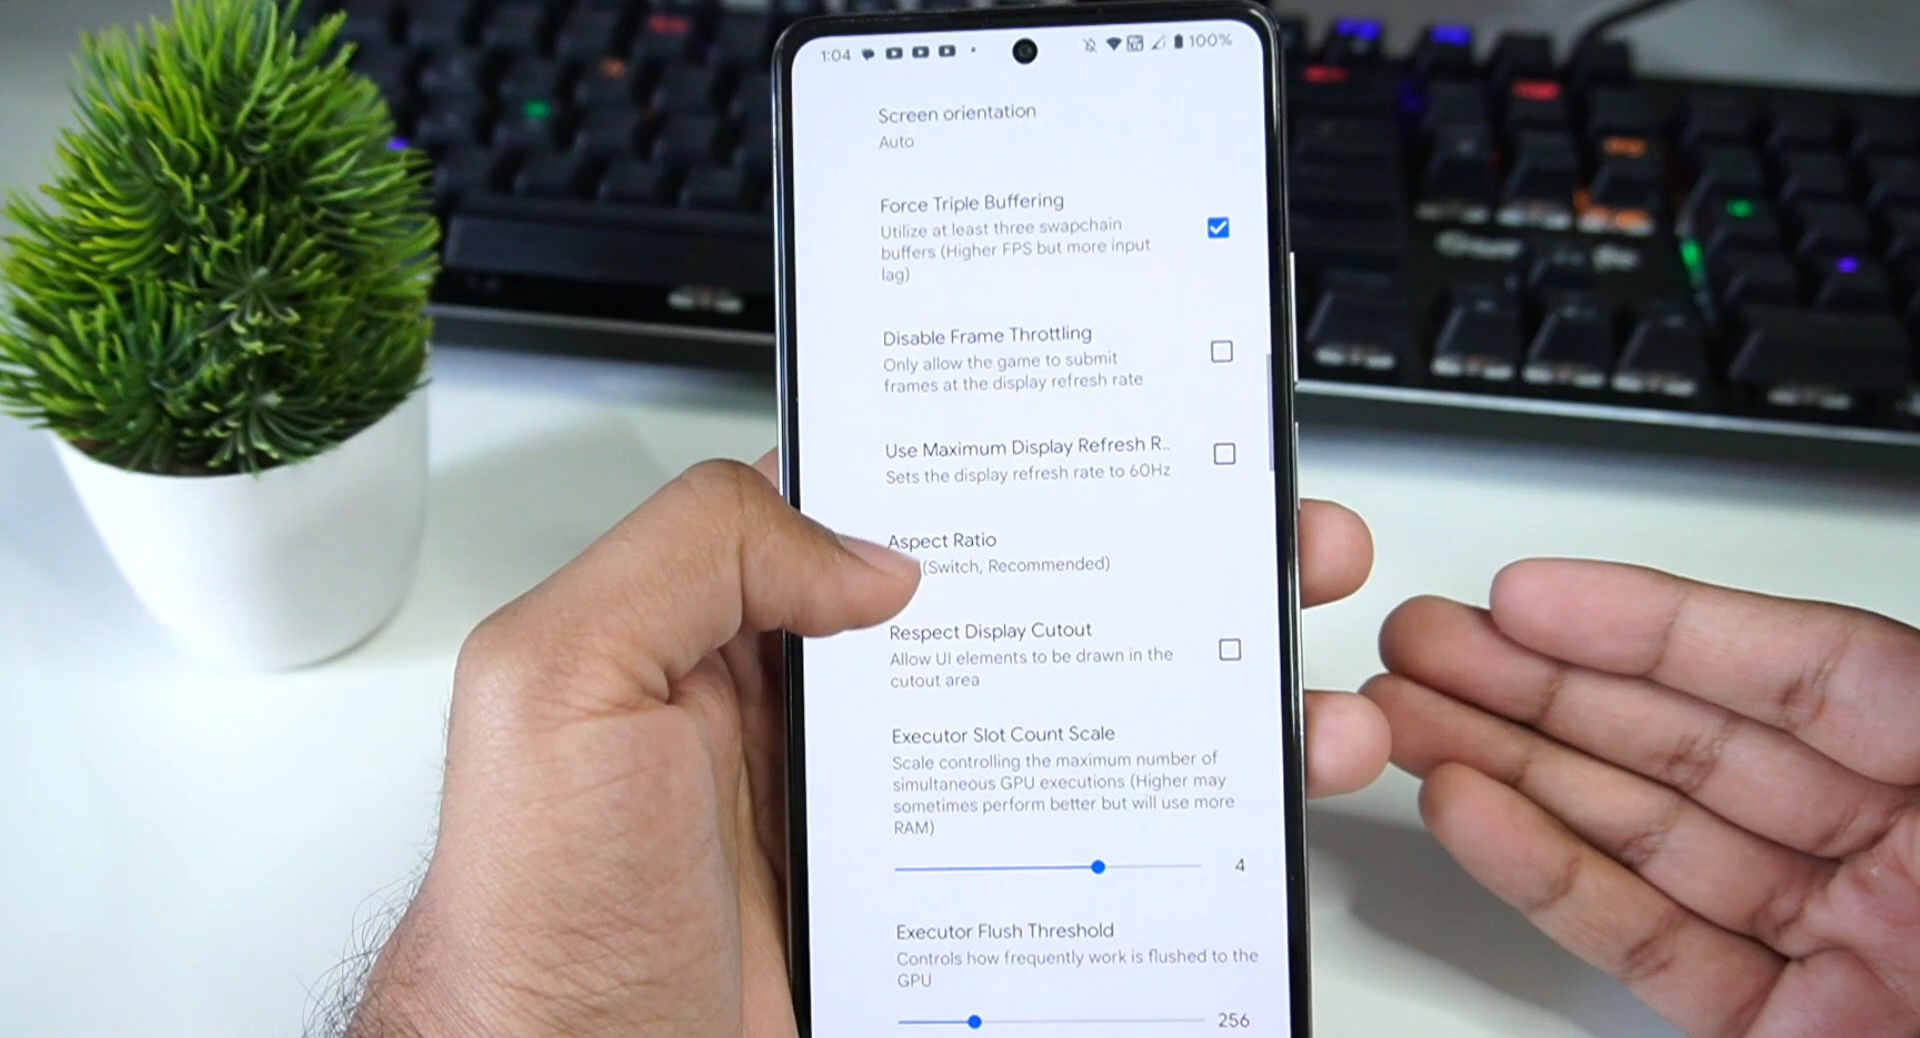 1:04
100%
Screen orientation
Auto
Force Triple Buffering
Utilize at least three swapchain
buffers (Higher FPS but more input
lag)
Disable Frame Throttling
Only allow the game to submit
frames at the display refresh rate
Use Maximum Display Refresh R..
Sets the display refresh rate to 60Hz
Aspect Ratio
(Switch, Recommended)
Respect Display Cutout
Allow UI elements to be drawn in the
cutout area
Executor Slot Count Scale
Scale controlling the maximum number of
simultaneous GPU executions (Higher may
sometimes perform better but will use more
RAM)
4
Executor Flush Threshold
Controls how frequently work is flushed to the
GPU
256